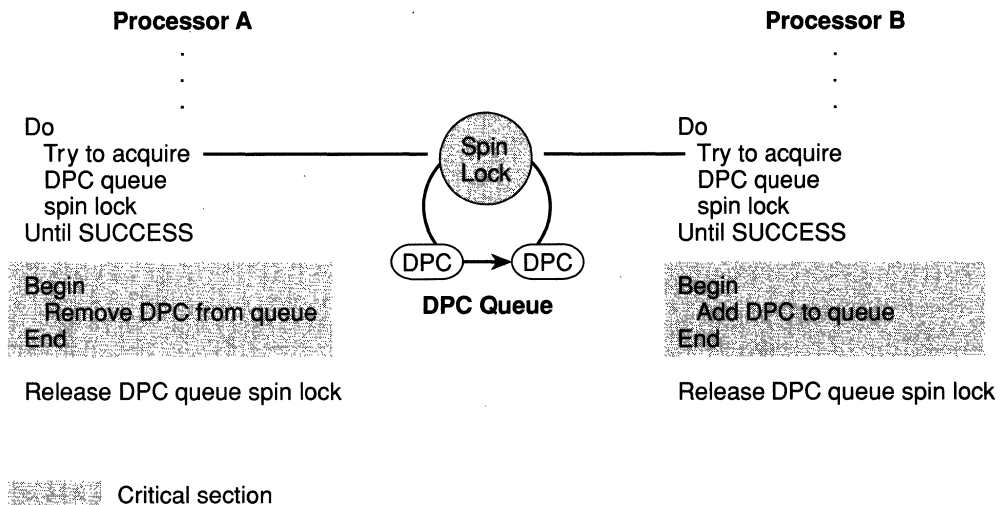 Processor A
Processor B
.
.
.
.
.
.
Do
Try to acquire
DPC queue
spin lock
Until SUCCESS
Begin
Remove DPC from queue
End
Release DPC queue spin lock
Spin
Lock
DPC
DPC
DPC Queue
Do
Try to acquire
DPC queue
spin lock
Until SUCCESS
Begin
Add DPC to queue
End
Release DPC queue spin lock
Critical section